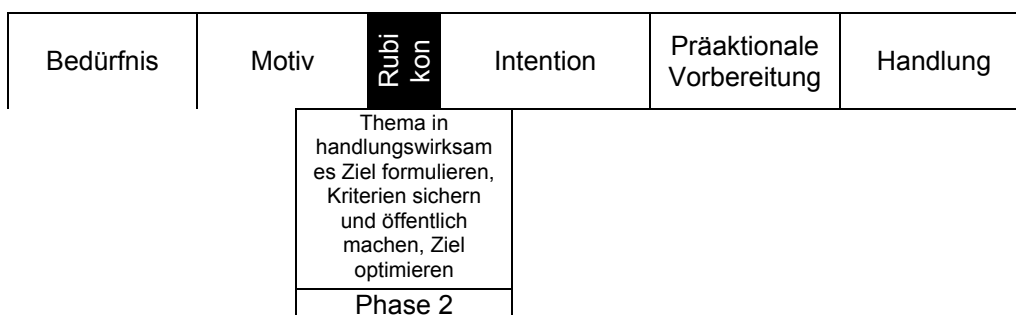 Bedürfnis
Motiv
Rubi
kon
Intention
Präaktionale
Vorbereitung
Handlung
Thema in
handlungswirksam
es Ziel formulieren,
Kriterien sichern
und öffentlich
machen, Ziel
optimieren
Phase 2